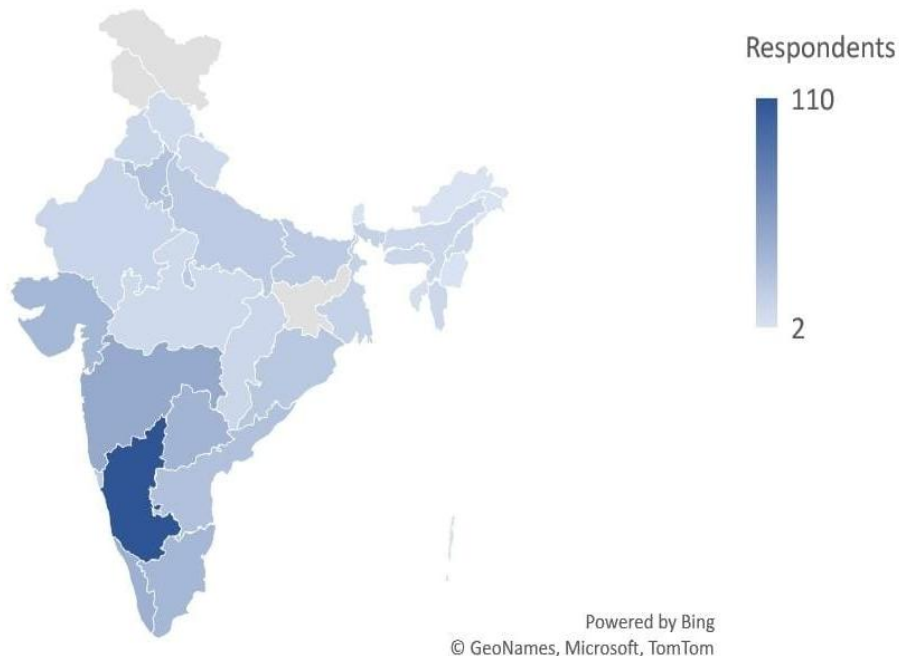 Respondents
110
2
Powered by Bing
© GeoNames, Microsoft, TomTom